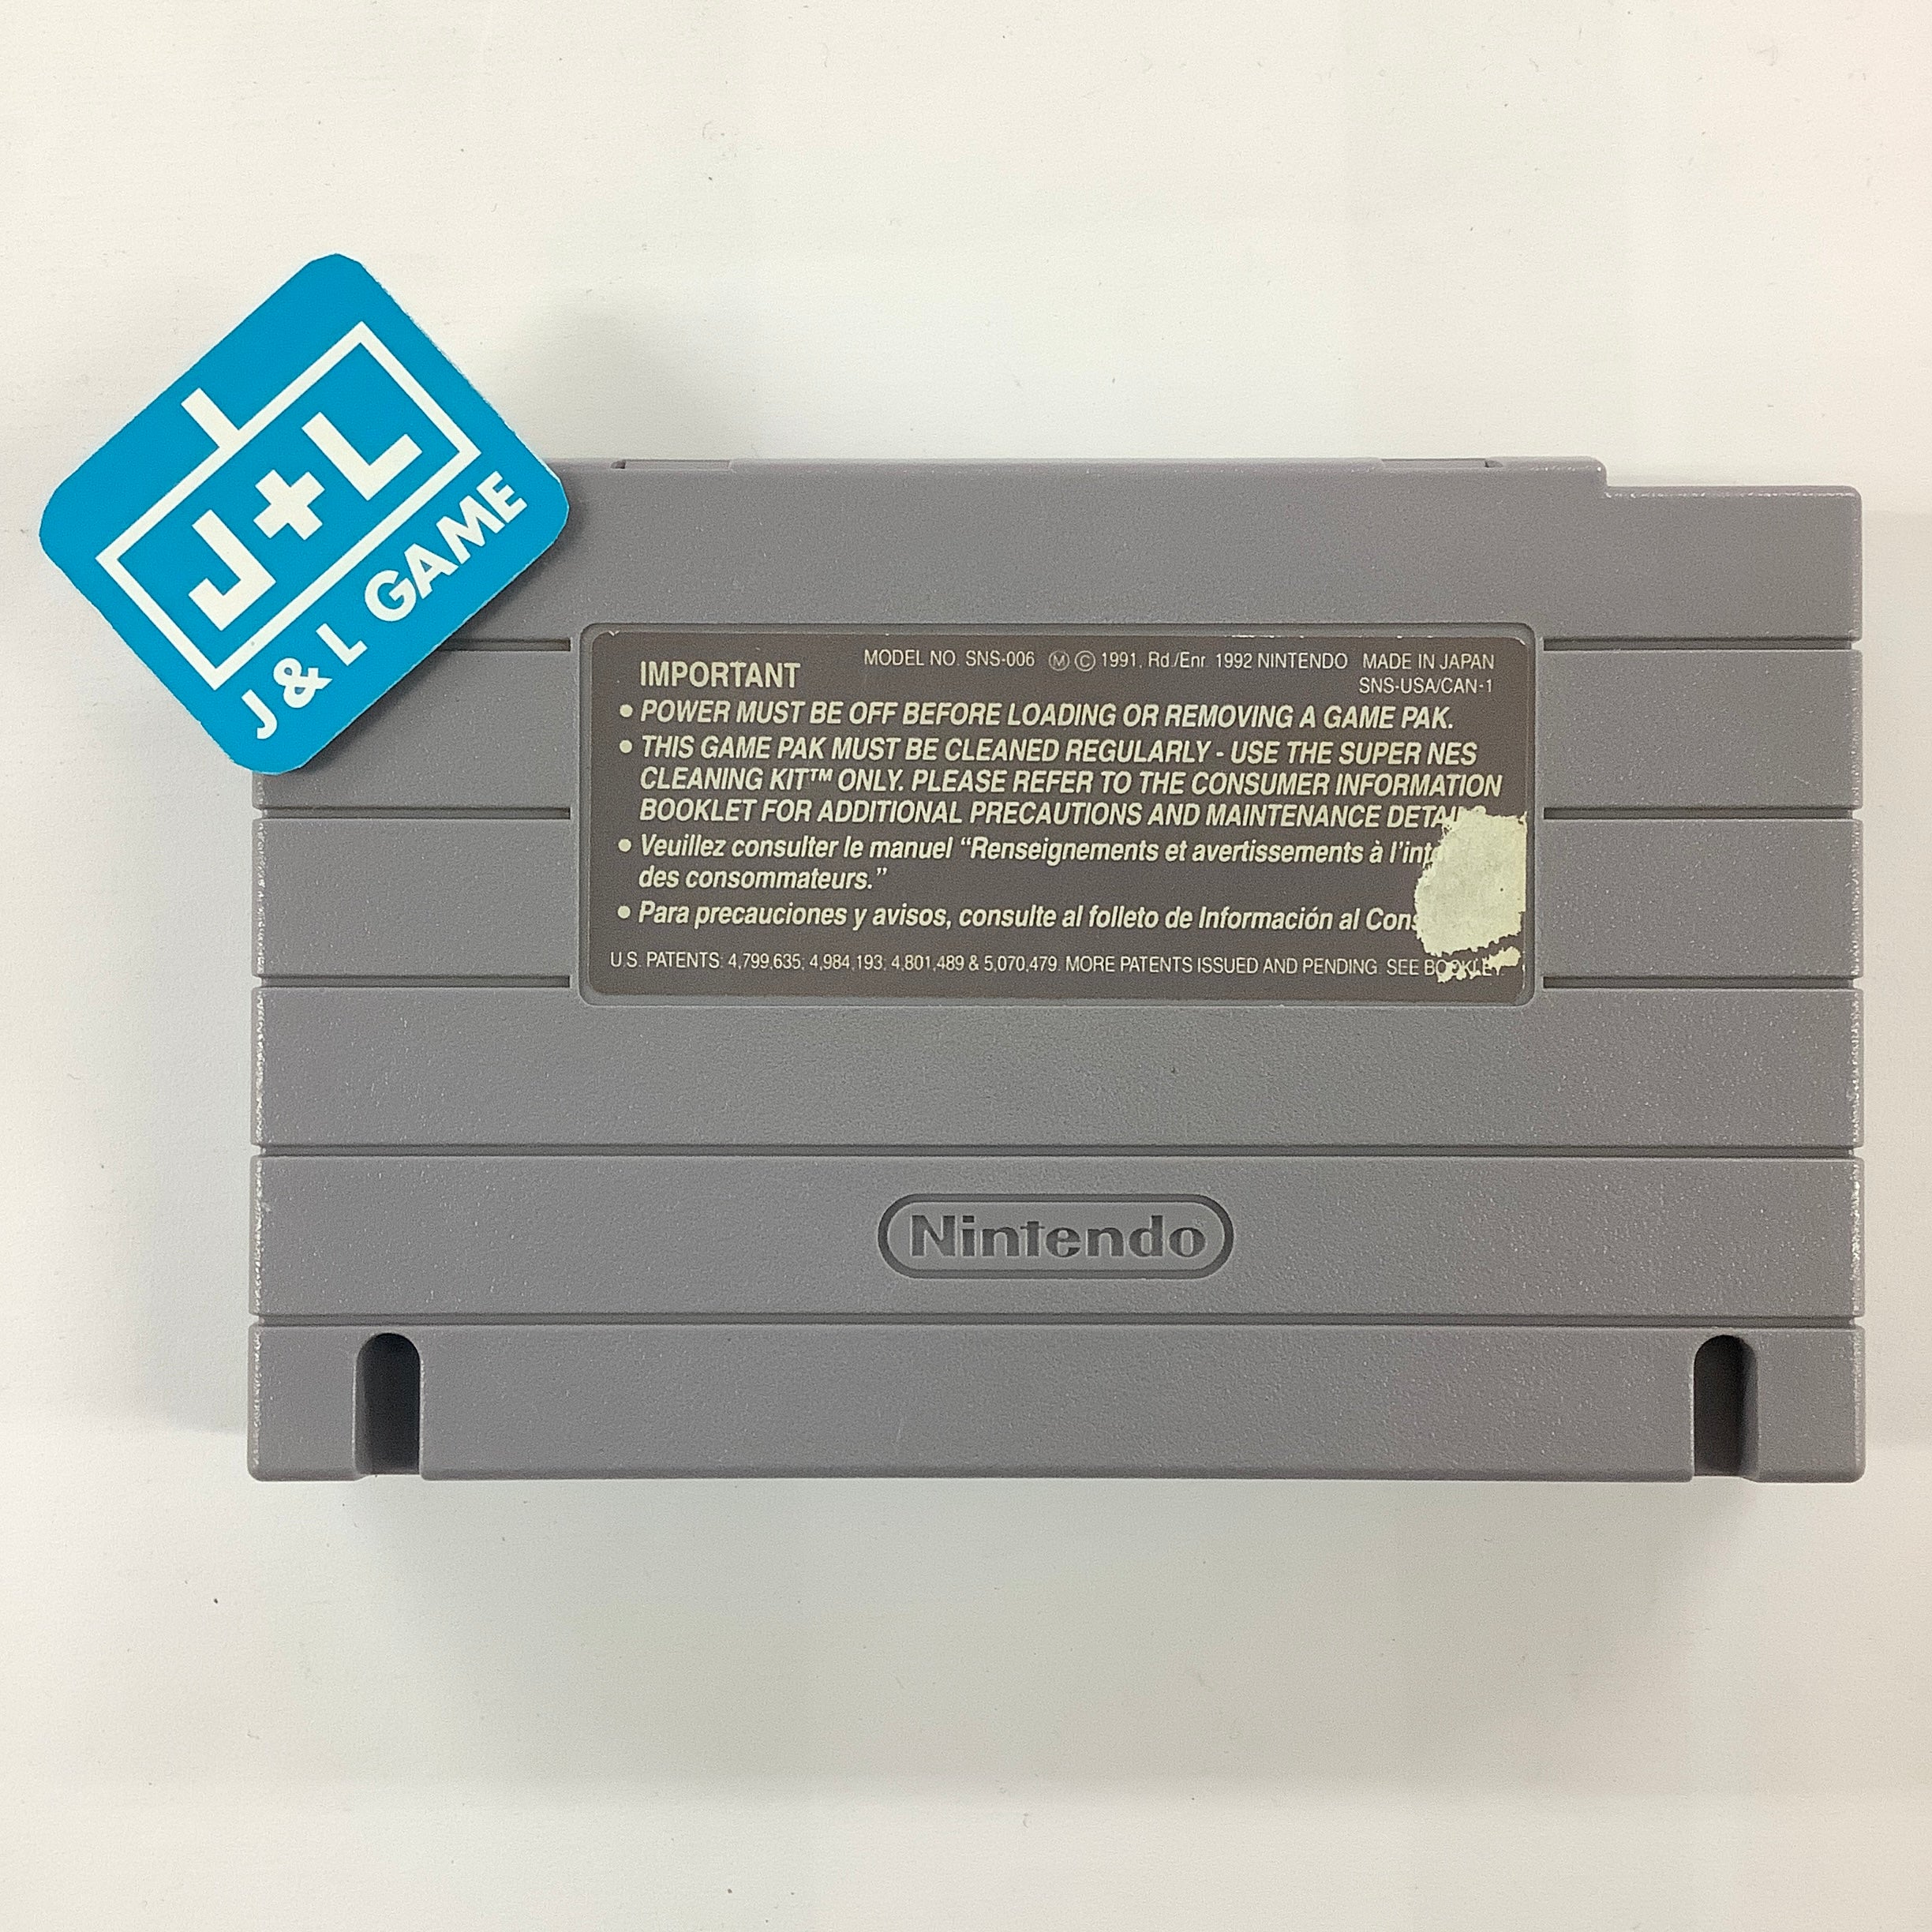 J+L
J & L GAME
IMPORTANT
MODEL NO. SNS-006 Ⓜ © 1991, Rd./Enr. 1992 NINTENDO MADE IN JAPAN
SNS-USA/CAN-1
• POWER MUST BE OFF BEFORE LOADING OR REMOVING A GAME PAK.
• THIS GAME PAK MUST BE CLEANED REGULARLY - USE THE SUPER NES
CLEANING KIT™ ONLY. PLEASE REFER TO THE CONSUMER INFORMATION
BOOKLET FOR ADDITIONAL PRECAUTIONS AND MAINTENANCE
• Veuillez consulter le manuel “Renseignements et avertissements à
des consommateurs.”
• Para precauciones y avisos, consulte al folleto de Información al
U.S. PATENTS: 4,799,635; 4,984,193; 4,801,489 & 5,070,479. MORE PATENTS ISSUED AND PENDING. SEE
Nintendo